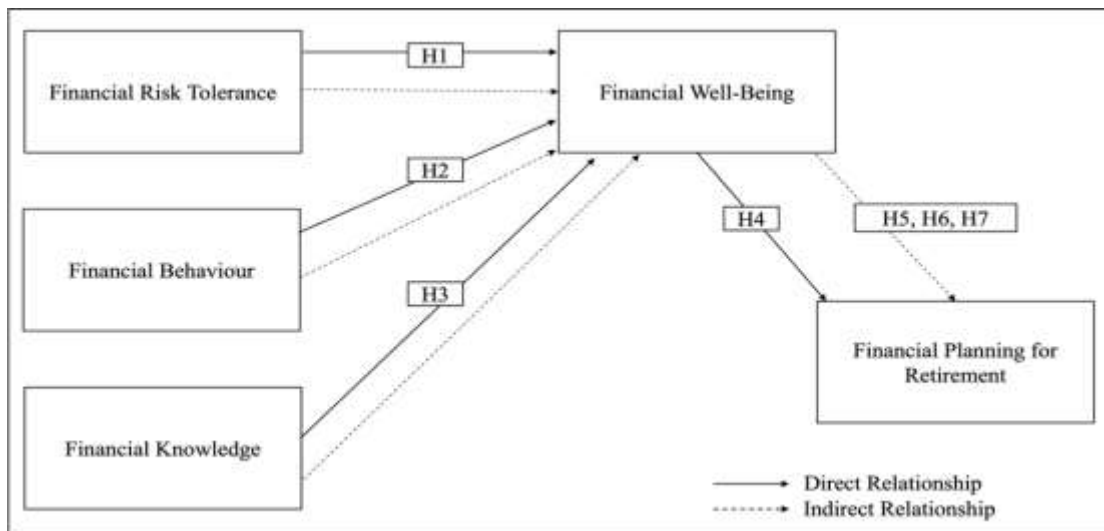 Financial Risk Tolerance
H1
Financial Well-Being
H2
Financial Behaviour
H3
H4
H5, H6, H7
Financial Planning for
Retirement
Financial Knowledge
Direct Relationship
Indirect Relationship